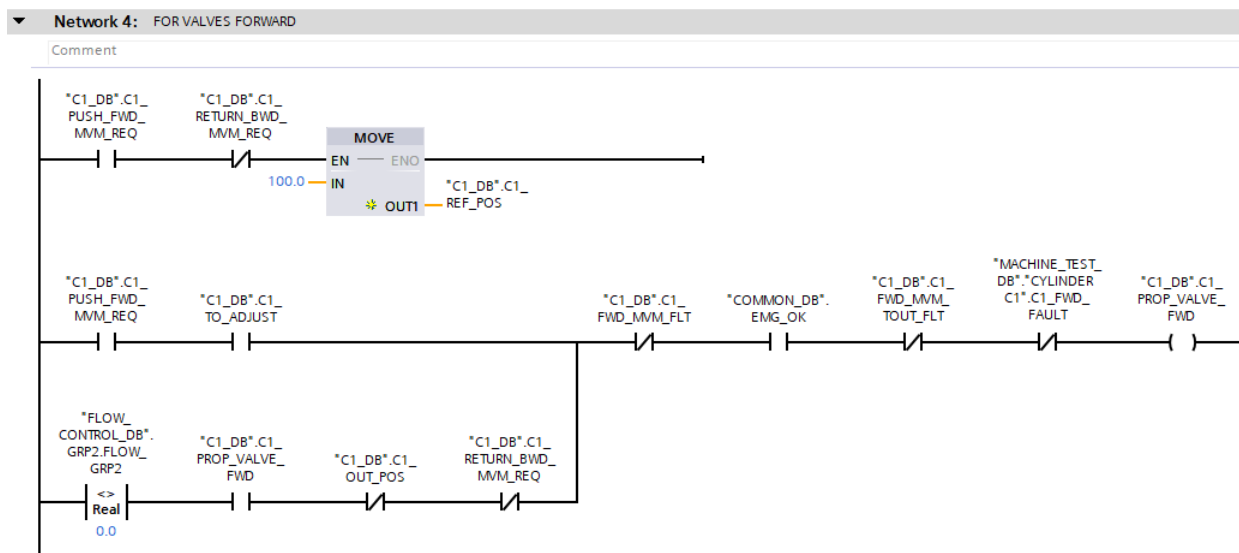 Network 4: FOR VALVES FORWARD
Comment
"C1_DB".C1_
PUSH_FWD_
MVM_REQ
"C1_DB".C1_
RETURN_BWD_
MVM_REQ
MOVE
EN ENO
100.0 IN
OUT1
"C1_DB".C1_
REF_POS
"C1_DB".C1_
PUSH_FWD_
MVM_REQ
"C1_DB".C1_
TO_ADJUST
"C1_DB".C1_
FWD_MVM_FLT
"COMMON_DB".
EMG_OK
"C1_DB".C1_
FWD_MVM_
TOUT_FLT
"MACHINE_TEST_
DB"."CYLINDER
C1".C1_FWD_
FAULT
"C1_DB".C1_
PROP_VALVE_
FWD
"FLOW_
CONTROL_DB".
GRP2.FLOW_
GRP2
<>
Real
0.0
"C1_DB".C1_
PROP_VALVE_
FWD
"C1_DB".C1_
OUT_POS
"C1_DB".C1_
RETURN_BWD_
MVM_REQ